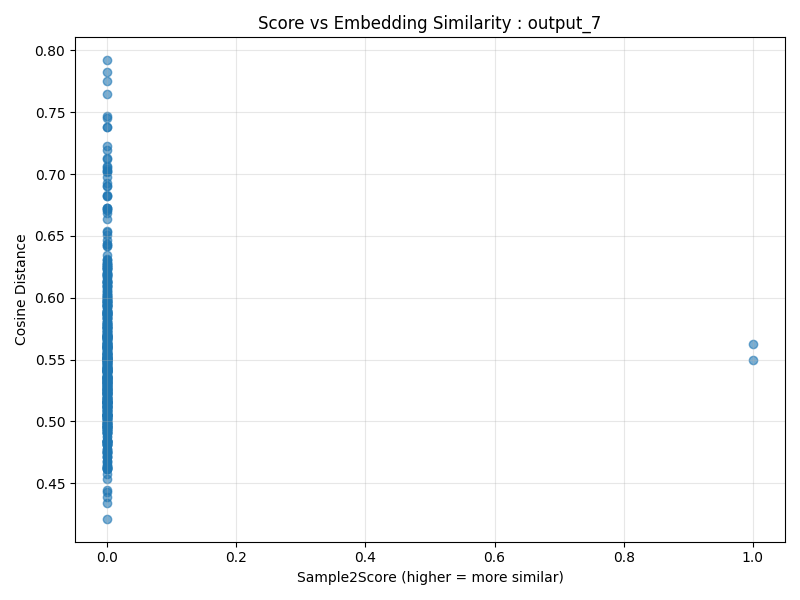 Score vs Embedding Similarity : output_7
Cosine Distance
0.80
0.75
0.70
0.65
0.60
0.55
0.50
0.45
0.0 0.2 0.4 0.6 0.8 1.0
Sample2Score (higher = more similar)